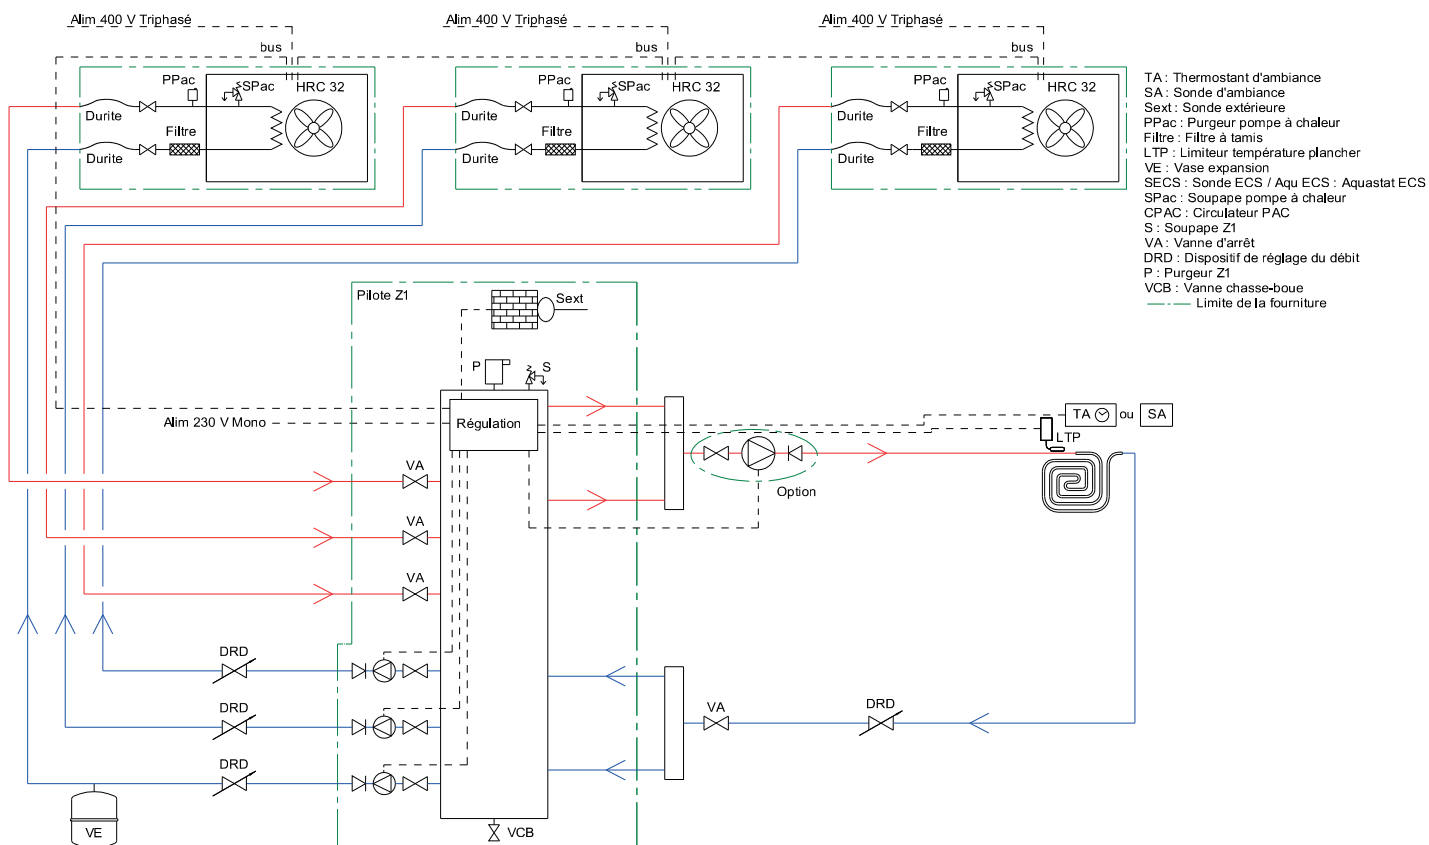 Alim 400 V Triphasé
Alim 400 V Triphasé
Alim 400 V Triphasé
bus
bus
bus
PPac
SPac
HRC 32
Durite
Filtre
Durite
PPac
SPac
HRC 32
Durite
Filtre
Durite
PPac
SPac
HRC 32
Durite
Filtre
Durite
TA : Thermostant d'ambiance
SA : Sonde d'ambiance
Sext : Sonde extérieure
PPac : Purgeur pompe à chaleur
Filtre : Filtre à tamis
LTP : Limiteur température plancher
VE : Vase expansion
SECS : Sonde ECS / Aqu ECS : Aquastat ECS
SPac : Soupape pompe à chaleur
CPAC : Circulateur PAC
S : Soupape Z1
VA : Vanne d'arrêt
DRD : Dispositif de réglage du débit
P : Purgeur Z1
VCB : Vanne chasse-boue
Limite de la fourniture
Pilote Z1
Sext
P
S
Alim 230 V Mono
Régulation
TA
ou
SA
LTP
Option
VA
VA
VA
DRD
DRD
DRD
VA
DRD
VE
VCB